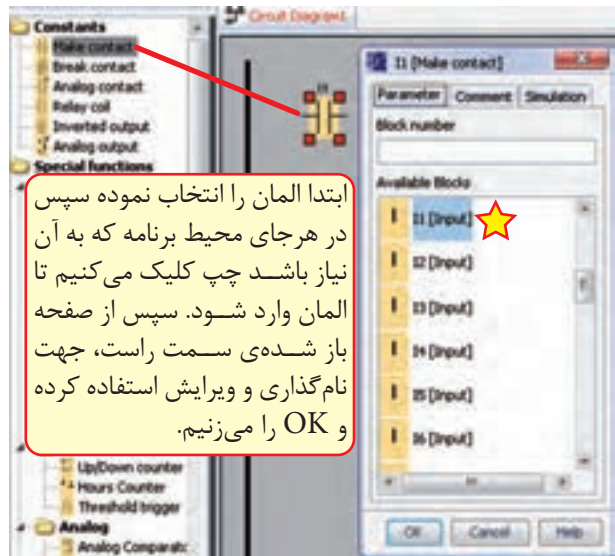 Constants
Make contact
Break contact
Analog contact
Relay coil
Inverted output
Analog output
Special functions
Circuit Diagram1
I1
I1 [Make contact]
Parameter
Comment
Simulation
Block number
Available Blocks
I1 [Input]
I2 [Input]
I3 [Input]
I4 [Input]
I5 [Input]
I6 [Input]
OK
Cancel
Help
ابتدا المان را انتخاب نموده سپس
در هرجای محیط برنامه که به آن
نیاز باشد چپ کلیک می‌کنیم تا
المان وارد شود. سپس از صفحه
باز شده‌ی سمت راست، جهت
نام‌گذاری و ویرایش استفاده کرده
و OK را می‌زنیم.
Up/Down counter
Hours Counter
Threshold trigger
Analog
Analog Comparato